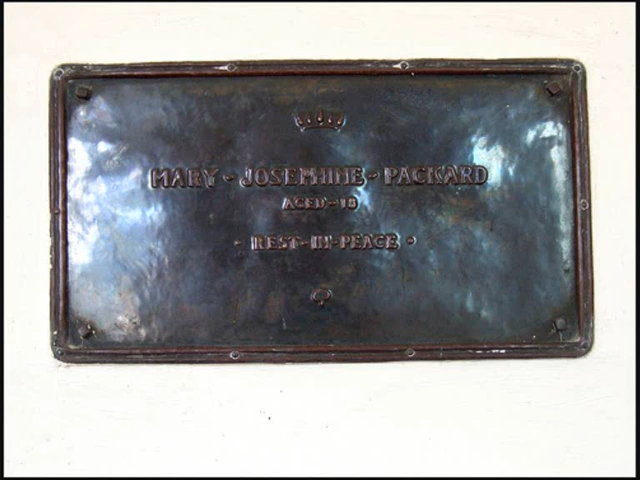 MARY - JOSEPHINE - PACKARD
AGED - 18
· REST - IN - PEACE ·